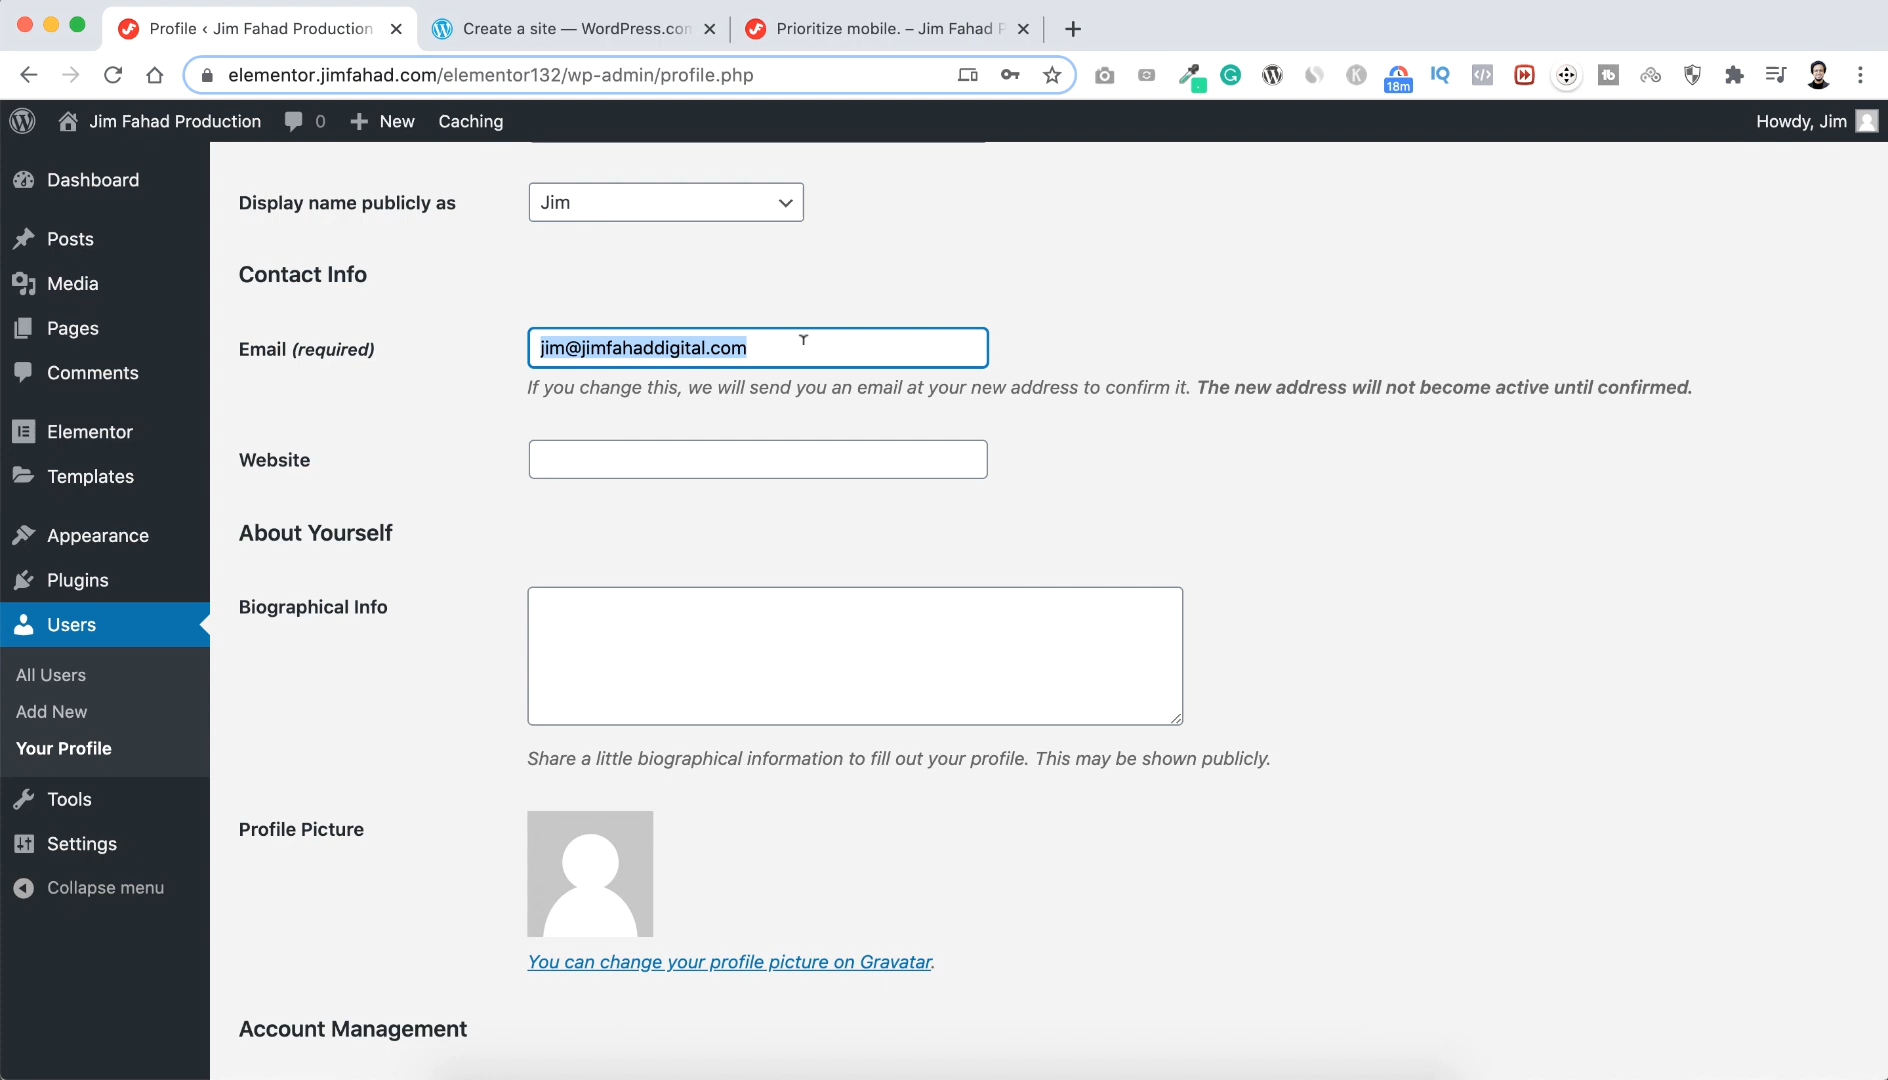 Profile ‹ Jim Fahad Production
Create a site — WordPress.com
Prioritize mobile. – Jim Fahad P
elementor.jimfahad.com/elementor132/wp-admin/profile.php
18m
IQ
Jim Fahad Production
0
New
Caching
Howdy, Jim
Dashboard
Posts
Media
Pages
Comments
Elementor
Templates
Appearance
Plugins
Users
All Users
Add New
Your Profile
Tools
Settings
Collapse menu
Display name publicly as
Jim
Contact Info
Email (required)
jim@jimfahaddigital.com
If you change this, we will send you an email at your new address to confirm it. The new address will not become active until confirmed.
Website
About Yourself
Biographical Info
Share a little biographical information to fill out your profile. This may be shown publicly.
Profile Picture
You can change your profile picture on Gravatar.
Account Management